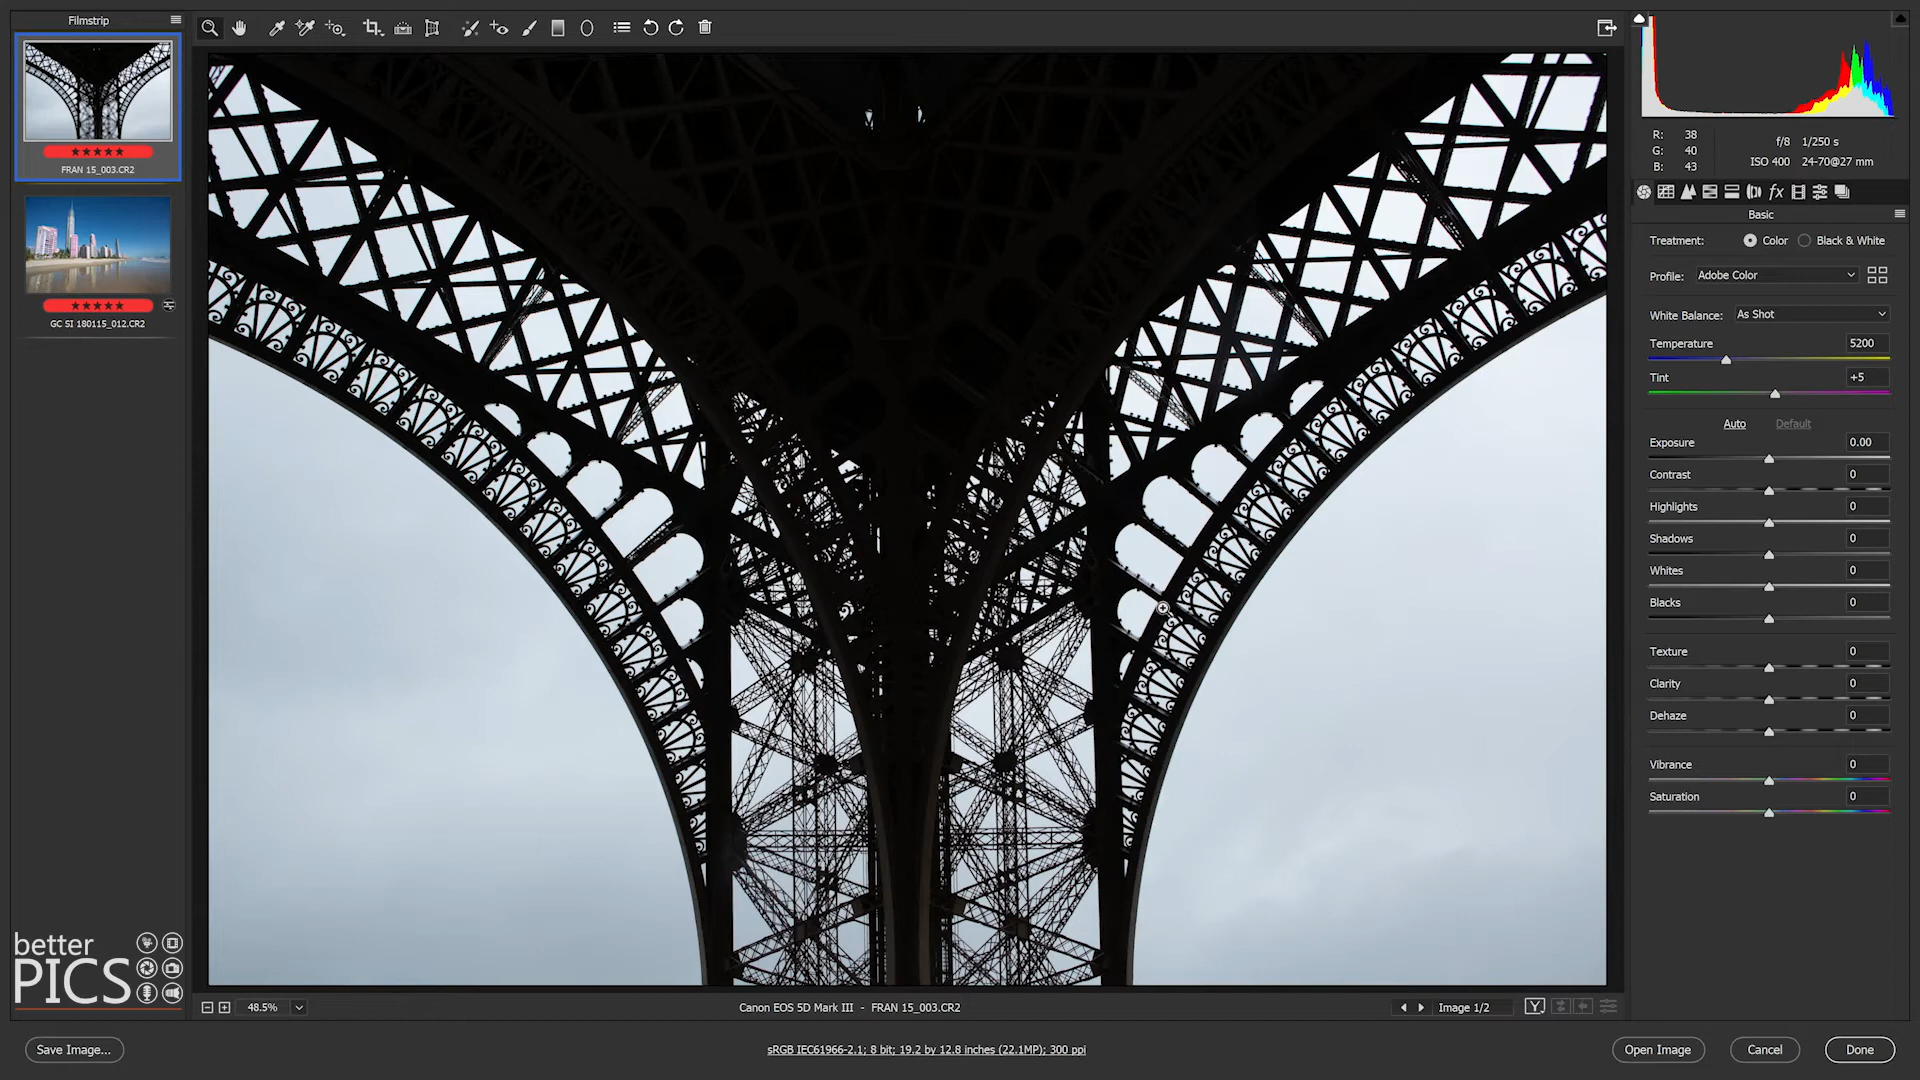 Filmstrip
FRAN 15_003.CR2
GC SI 180115_012.CR2
better
PICS
48.5%
Canon EOS 5D Mark III - FRAN 15_003.CR2
Image 1/2
Y
Save Image...
sRGB IEC61966-2.1; 8 bit; 19.2 by 12.8 inches (22.1MP); 300 ppi
Open Image
Cancel
Done
R: 38
G: 40
B: 43
f/8 1/250 s
ISO 400 24-70@27 mm
fx
Basic
Treatment: Color Black & White
Profile: Adobe Color
White Balance: As Shot
Temperature 5200
Tint +5
Auto Default
Exposure 0.00
Contrast 0
Highlights 0
Shadows 0
Whites 0
Blacks 0
Texture 0
Clarity 0
Dehaze 0
Vibrance 0
Saturation 0